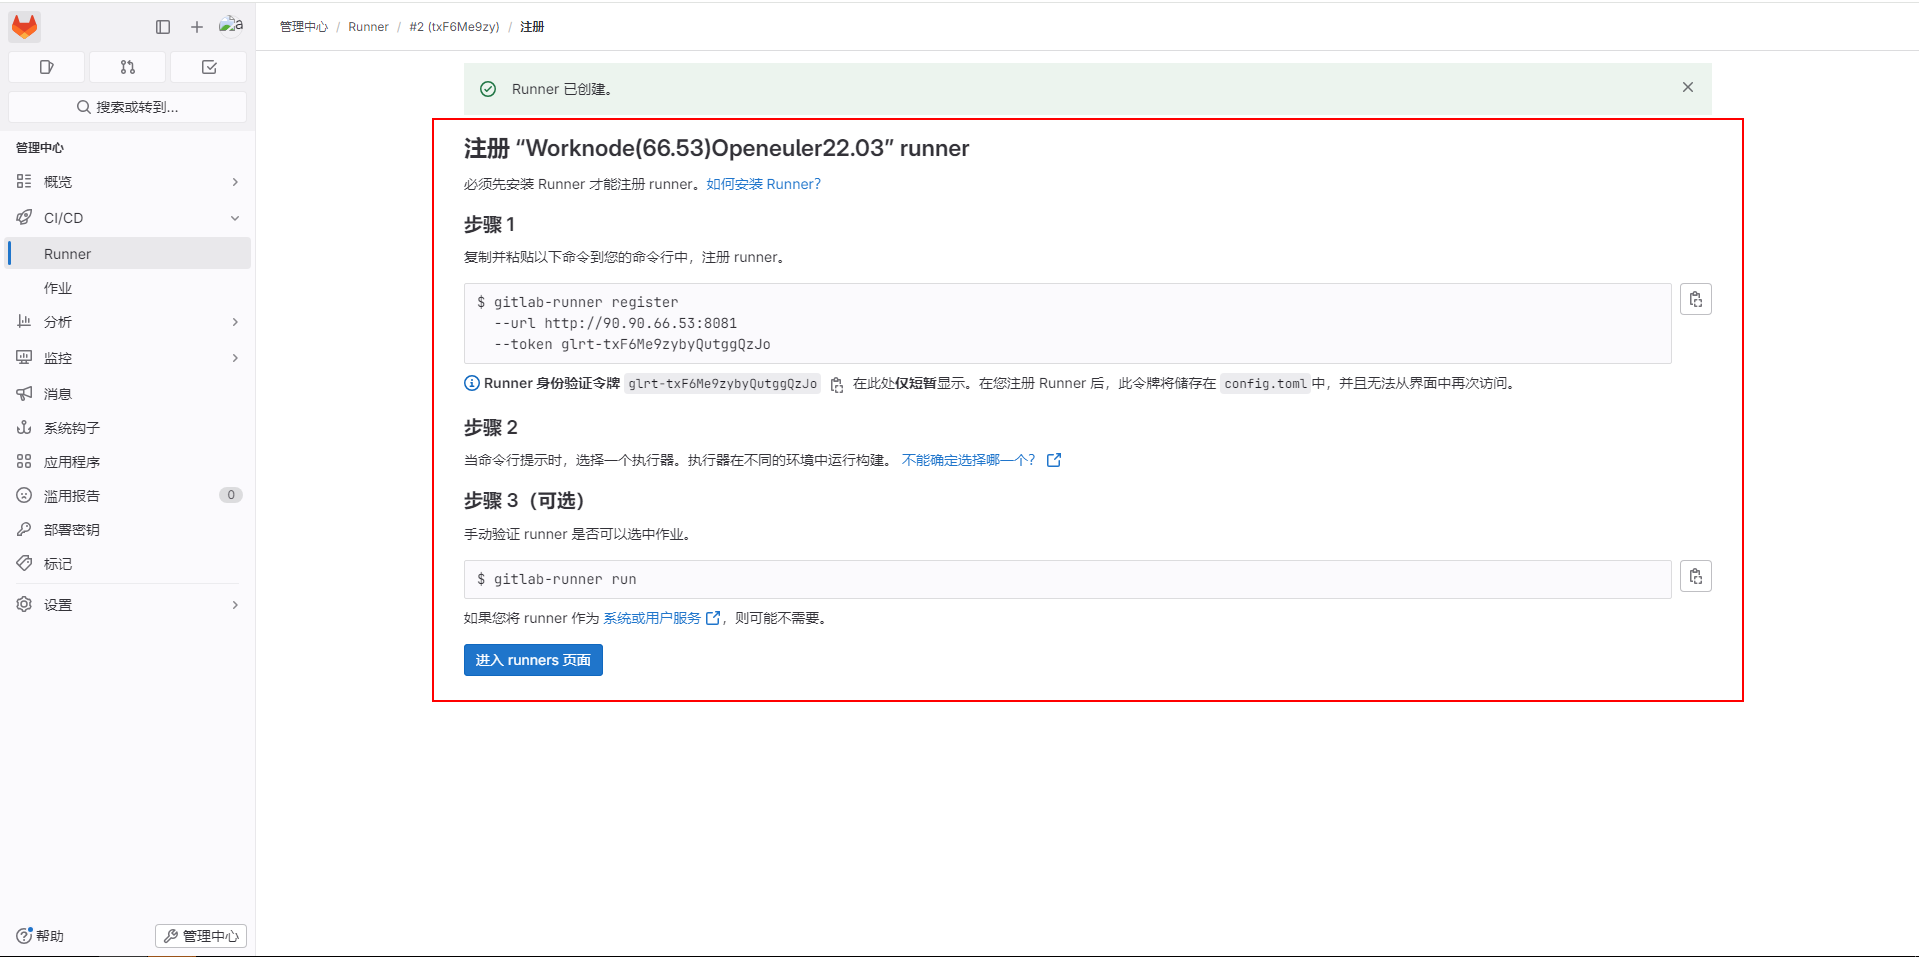 a
管理中心 / Runner / #2 (txF6Me9zy) / 注册
搜索或转到...
管理中心
概览
CI/CD
Runner
作业
分析
监控
消息
系统钩子
应用程序
滥用报告 0
部署密钥
标记
设置
帮助
管理中心
Runner 已创建。
注册 “Worknode(66.53)Openeuler22.03” runner
必须先安装 Runner 才能注册 runner。如何安装 Runner?
步骤 1
复制并粘贴以下命令到您的命令行中，注册 runner。
$ gitlab-runner register
--url http://90.90.66.53:8081
--token glrt-txF6Me9zybyQutggQzJo
Runner 身份验证令牌 glrt-txF6Me9zybyQutggQzJo 在此处仅短暂显示。在您注册 Runner 后，此令牌将储存在 config.toml 中，并且无法从界面中再次访问。
步骤 2
当命令行提示时，选择一个执行器。执行器在不同的环境中运行构建。 不能确定选择哪一个?
步骤 3（可选）
手动验证 runner 是否可以选中作业。
$ gitlab-runner run
如果您将 runner 作为 系统或用户服务，则可能不需要。
进入 runners 页面